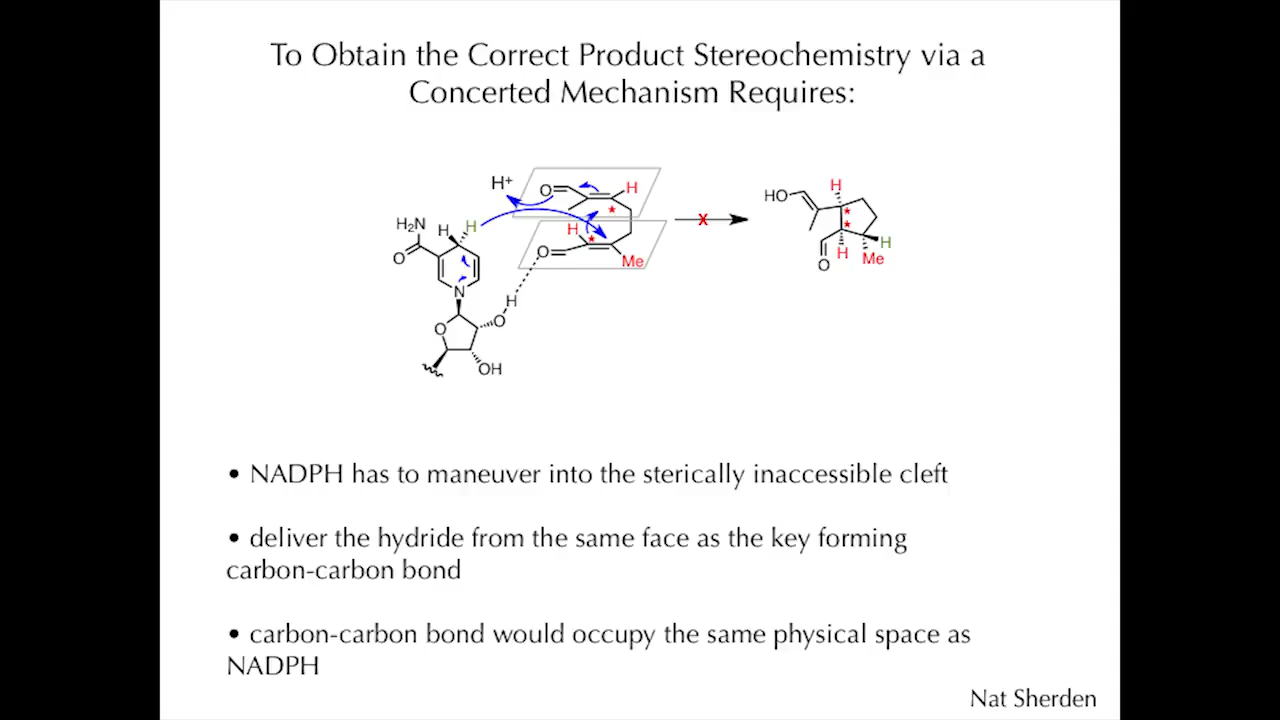 To Obtain the Correct Product Stereochemistry via a
Concerted Mechanism Requires:
H⁺
O
H
HO
H
H₂N
H
H
H
O
O
Me
H
O
H
Me
N
H
O
O
OH
x
• NADPH has to maneuver into the sterically inaccessible cleft
• deliver the hydride from the same face as the key forming
carbon-carbon bond
• carbon-carbon bond would occupy the same physical space as
NADPH
Nat Sherden